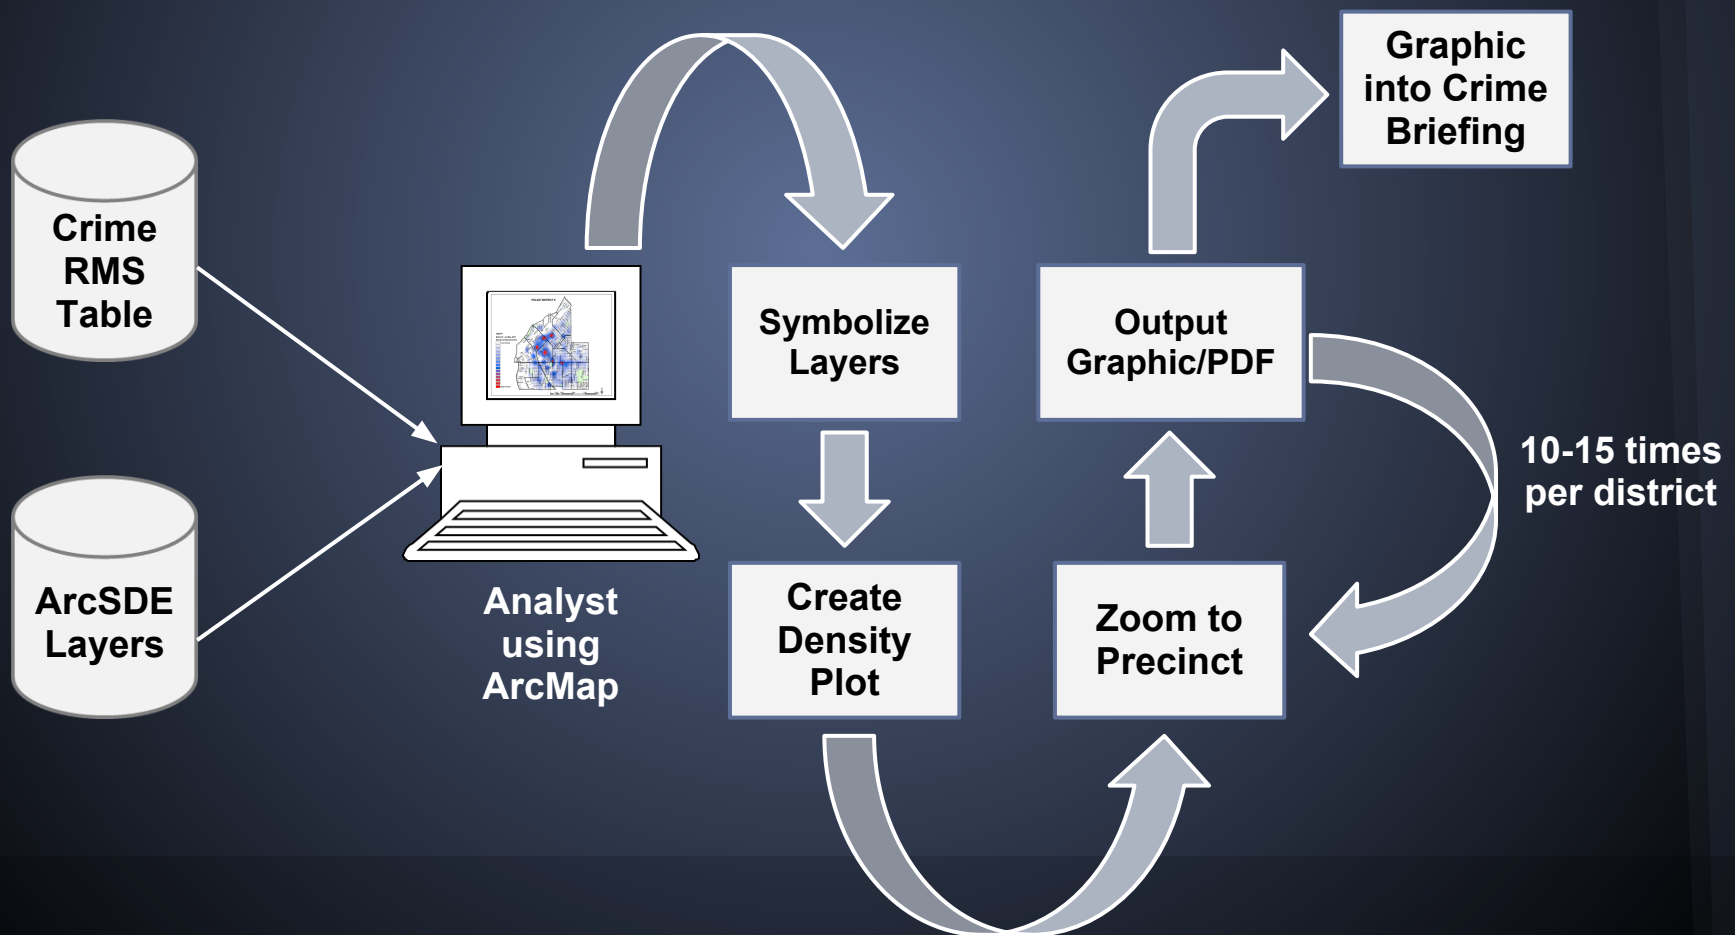 Crime
RMS
Table
ArcSDE
Layers
Analyst
using
ArcMap
Symbolize
Layers
Create
Density
Plot
Zoom to
Precinct
Output
Graphic/PDF
10-15 times
per district
Graphic
into Crime
Briefing